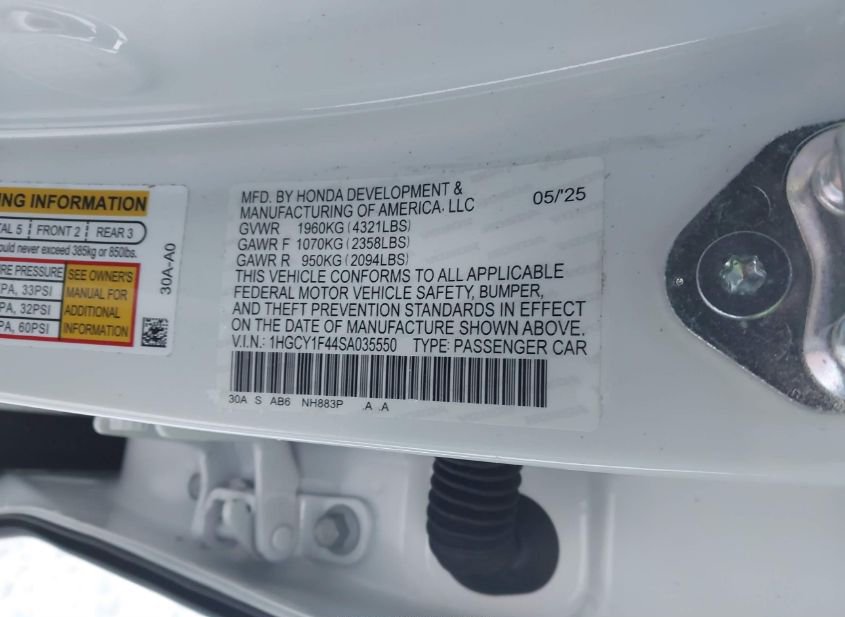 NG INFORMATION
TAL 5 FRONT 2 REAR 3
ould never exceed 385kg or 850lbs.
RE PRESSURE
PA, 33PSI
PA, 32PSI
PA, 60PSI
SEE OWNER'S
MANUAL FOR
ADDITIONAL
INFORMATION
30A-A0
MFD. BY HONDA DEVELOPMENT &
MANUFACTURING OF AMERICA, LLC 05/'25
GVWR 1960KG (4321LBS)
GAWR F 1070KG (2358LBS)
GAWR R 950KG (2094LBS)
THIS VEHICLE CONFORMS TO ALL APPLICABLE
FEDERAL MOTOR VEHICLE SAFETY, BUMPER,
AND THEFT PREVENTION STANDARDS IN EFFECT
ON THE DATE OF MANUFACTURE SHOWN ABOVE.
V.I.N.: 1HGCY1F44SA035550 TYPE: PASSENGER CAR
30A S AB6 NH883P .A .A